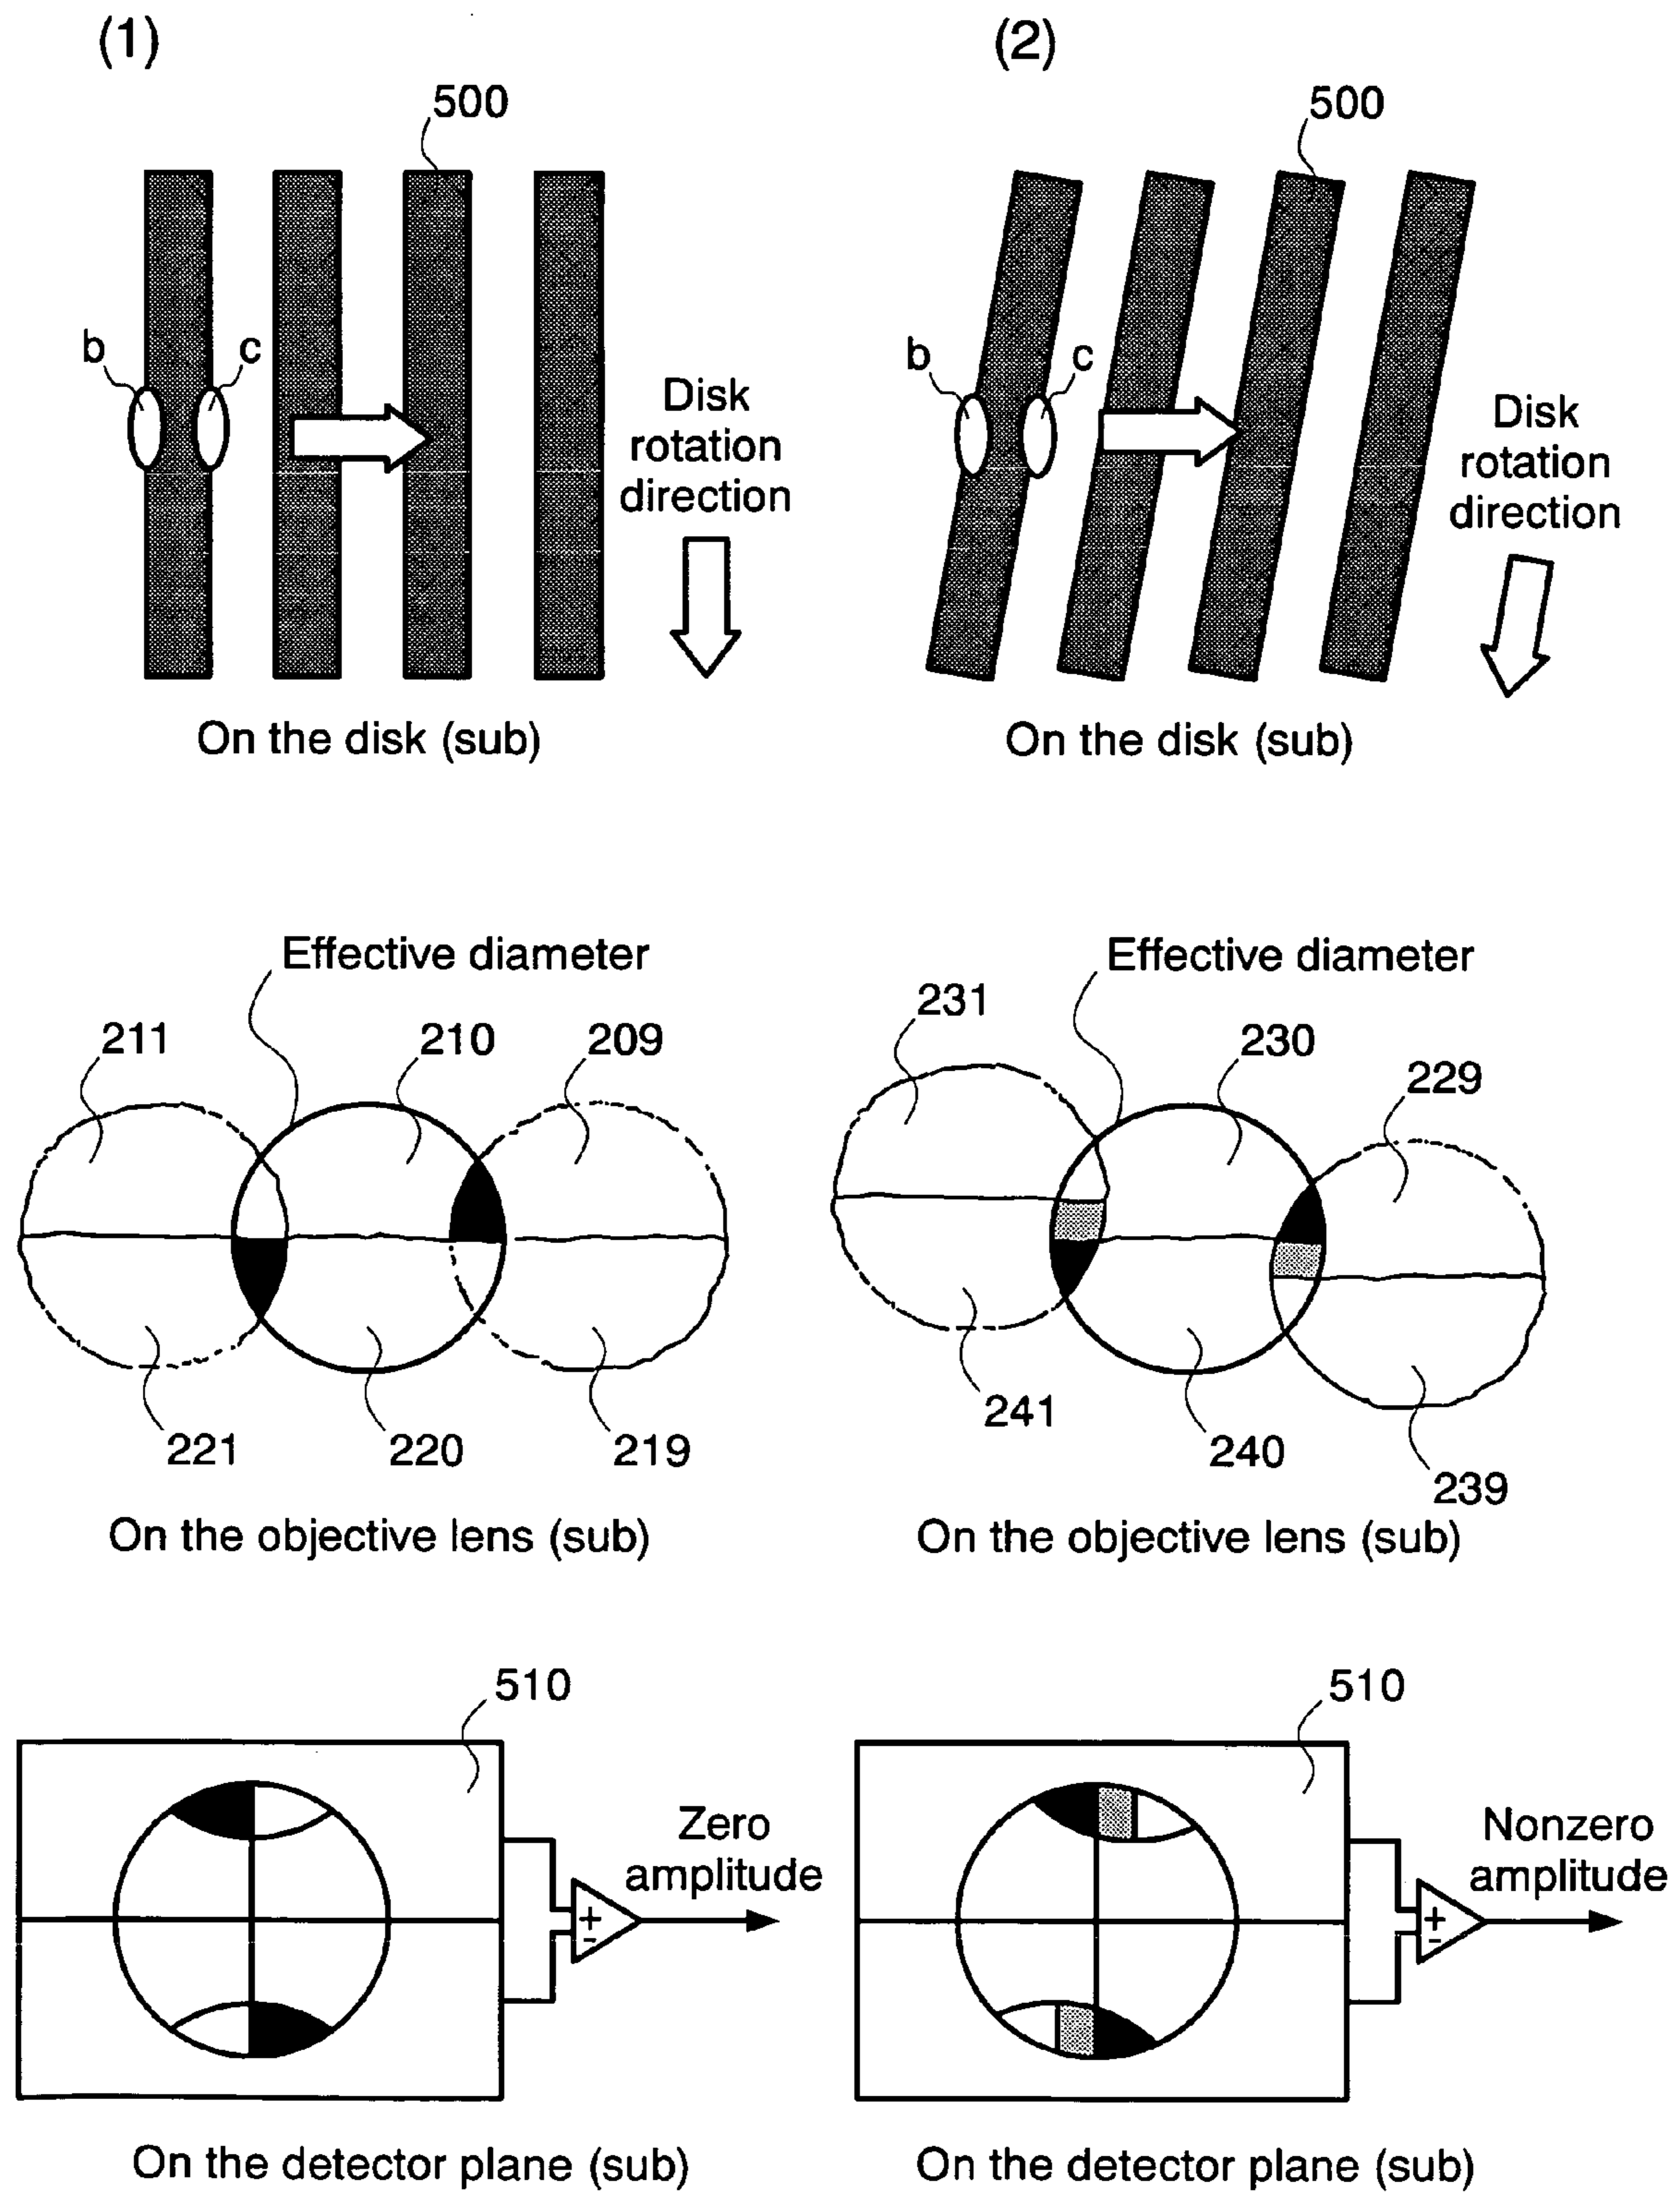 (1)
(2)
500
500
b
c
b
c
Disk
rotation
direction
Disk
rotation
direction
On the disk (sub)
On the disk (sub)
Effective diameter
Effective diameter
211
210
209
231
230
229
221
220
219
241
240
239
On the objective lens (sub)
On the objective lens (sub)
510
510
Zero
amplitude
Nonzero
amplitude
+
-
+
-
On the detector plane (sub)
On the detector plane (sub)